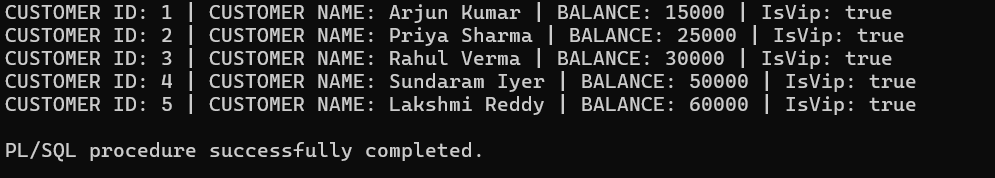 CUSTOMER ID: 1 | CUSTOMER NAME: Arjun Kumar | BALANCE: 15000 | IsVip: true
CUSTOMER ID: 2 | CUSTOMER NAME: Priya Sharma | BALANCE: 25000 | IsVip: true
CUSTOMER ID: 3 | CUSTOMER NAME: Rahul Verma | BALANCE: 30000 | IsVip: true
CUSTOMER ID: 4 | CUSTOMER NAME: Sundaram Iyer | BALANCE: 50000 | IsVip: true
CUSTOMER ID: 5 | CUSTOMER NAME: Lakshmi Reddy | BALANCE: 60000 | IsVip: true
PL/SQL procedure successfully completed.